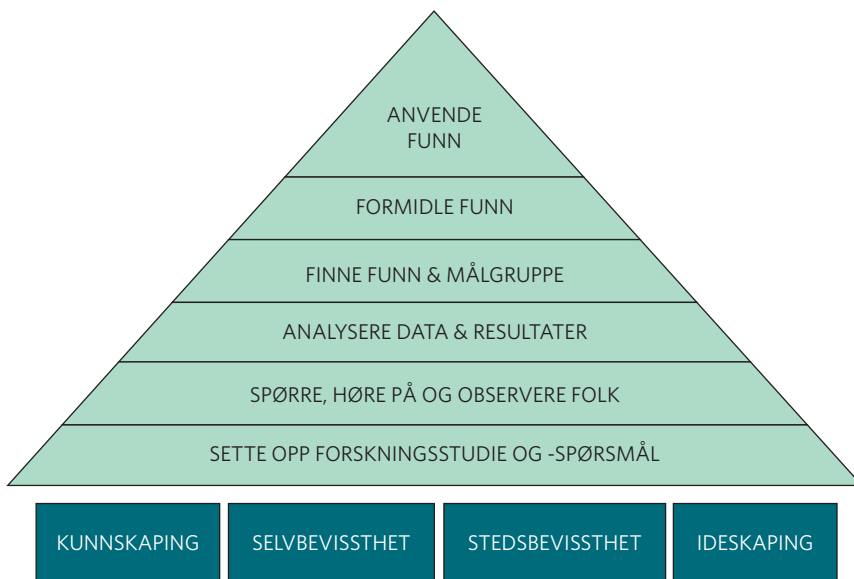 ANVENDE
FUNN
FORMIDLE FUNN
FINNE FUNN & MÅLGRUPPE
ANALYSERE DATA & RESULTATER
SPØRRE, HØRE PÅ OG OBSERVERE FOLK
SETTE OPP FORSKNINGSSTUDIE OG -SPØRSMÅL
KUNNSKAPING
SELVBEVISSTHET
STEDSBEVISSTHET
IDESKAPING